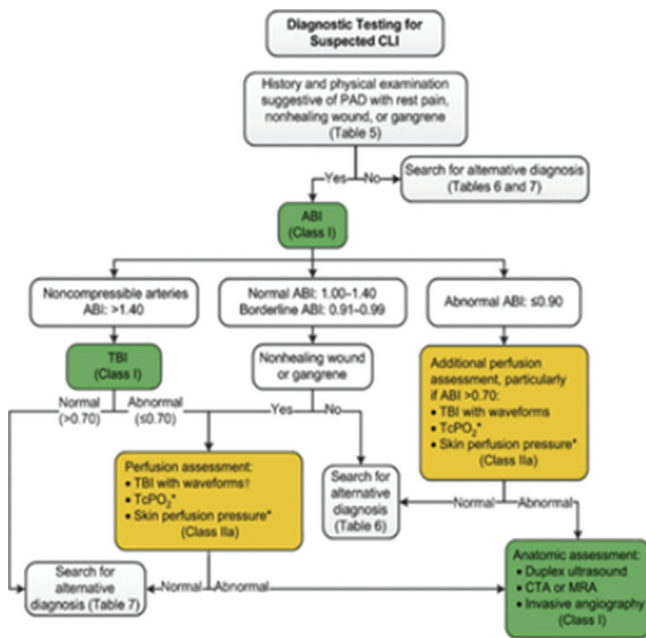 Diagnostic Testing for
Suspected CLI
History and physical examination
suggestive of PAD with rest pain,
nonhealing wound, or gangrene
(Table 5)
Yes
No
Search for alternative diagnosis
(Tables 6 and 7)
ABI
(Class I)
Noncompressible arteries
ABI: >1.40
Normal ABI: 1.00–1.40
Borderline ABI: 0.91–0.99
Abnormal ABI: ≤0.90
TBI
(Class I)
Nonhealing wound
or gangrene
Additional perfusion
assessment, particularly
if ABI >0.70:
• TBI with waveforms
• TcPO₂*
• Skin perfusion pressure*
(Class IIa)
Normal
(>0.70)
Abnormal
(≤0.70)
Yes
No
Perfusion assessment:
• TBI with waveforms†
• TcPO₂*
• Skin perfusion pressure*
(Class IIa)
Search for
alternative
diagnosis
(Table 6)
Normal
Abnormal
Anatomic assessment:
• Duplex ultrasound
• CTA or MRA
• Invasive angiography
(Class I)
Search for
alternative
diagnosis (Table 7)
Normal
Abnormal